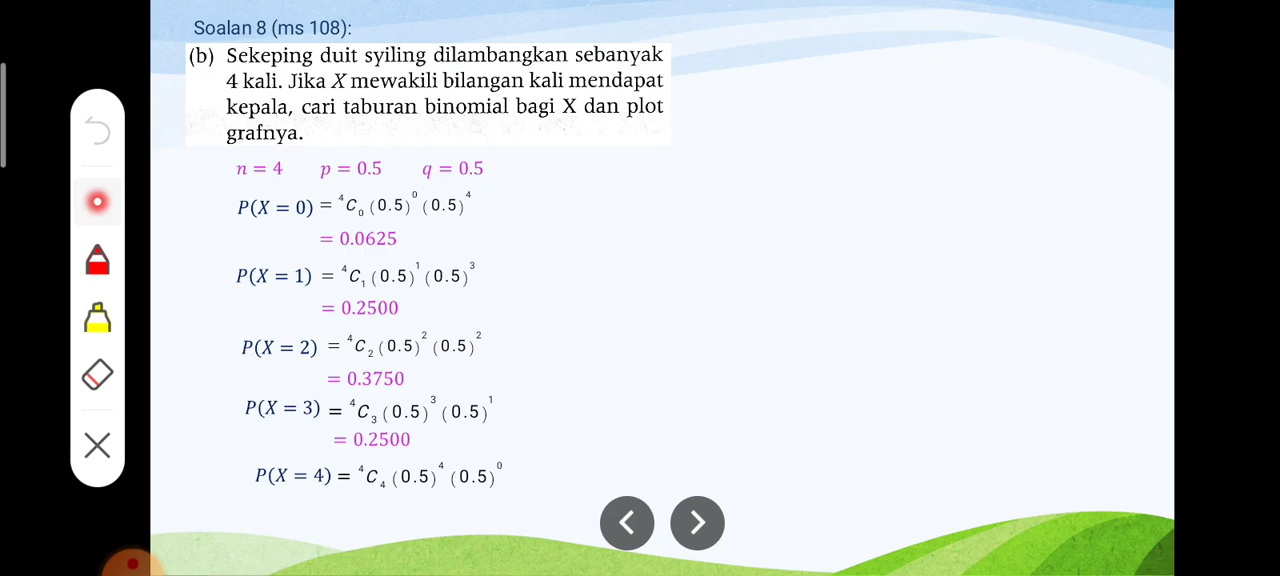 Soalan 8 (ms 108):
(b) Sekeping duit syiling dilambangkan sebanyak
4 kali. Jika X mewakili bilangan kali mendapat
kepala, cari taburan binomial bagi X dan plot
grafnya.
n = 4 p = 0.5 q = 0.5
P(X = 0) = ⁴C₀ (0.5)⁰ (0.5)⁴
= 0.0625
P(X = 1) = ⁴C₁ (0.5)¹ (0.5)³
= 0.2500
P(X = 2) = ⁴C₂ (0.5)² (0.5)²
= 0.3750
P(X = 3) = ⁴C₃ (0.5)³ (0.5)¹
= 0.2500
P(X = 4) = ⁴C₄ (0.5)⁴ (0.5)⁰